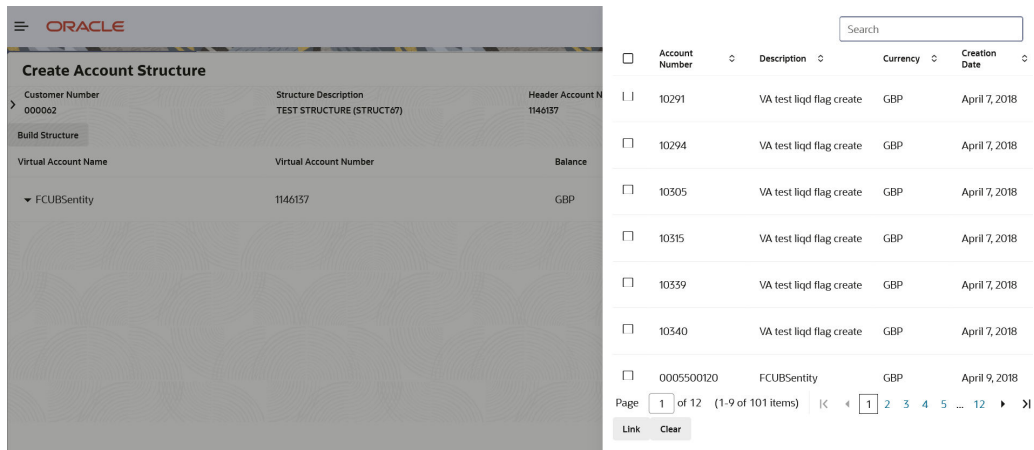 ORACLE
Create Account Structure
Customer Number Structure Description Header Account N
000062 TEST STRUCTURE (STRUCT67) 1146137
Build Structure
Virtual Account Name Virtual Account Number Balance
FCUBSentity 1146137 GBP
Search
Account Number Description Currency Creation Date
10291 VA test liqd flag create GBP April 7, 2018
10294 VA test liqd flag create GBP April 7, 2018
10305 VA test liqd flag create GBP April 7, 2018
10315 VA test liqd flag create GBP April 7, 2018
10339 VA test liqd flag create GBP April 7, 2018
10340 VA test liqd flag create GBP April 7, 2018
0005500120 FCUBSentity GBP April 9, 2018
Page 1 of 12 (1-9 of 101 items) 1 2 3 4 5 ... 12
Link Clear